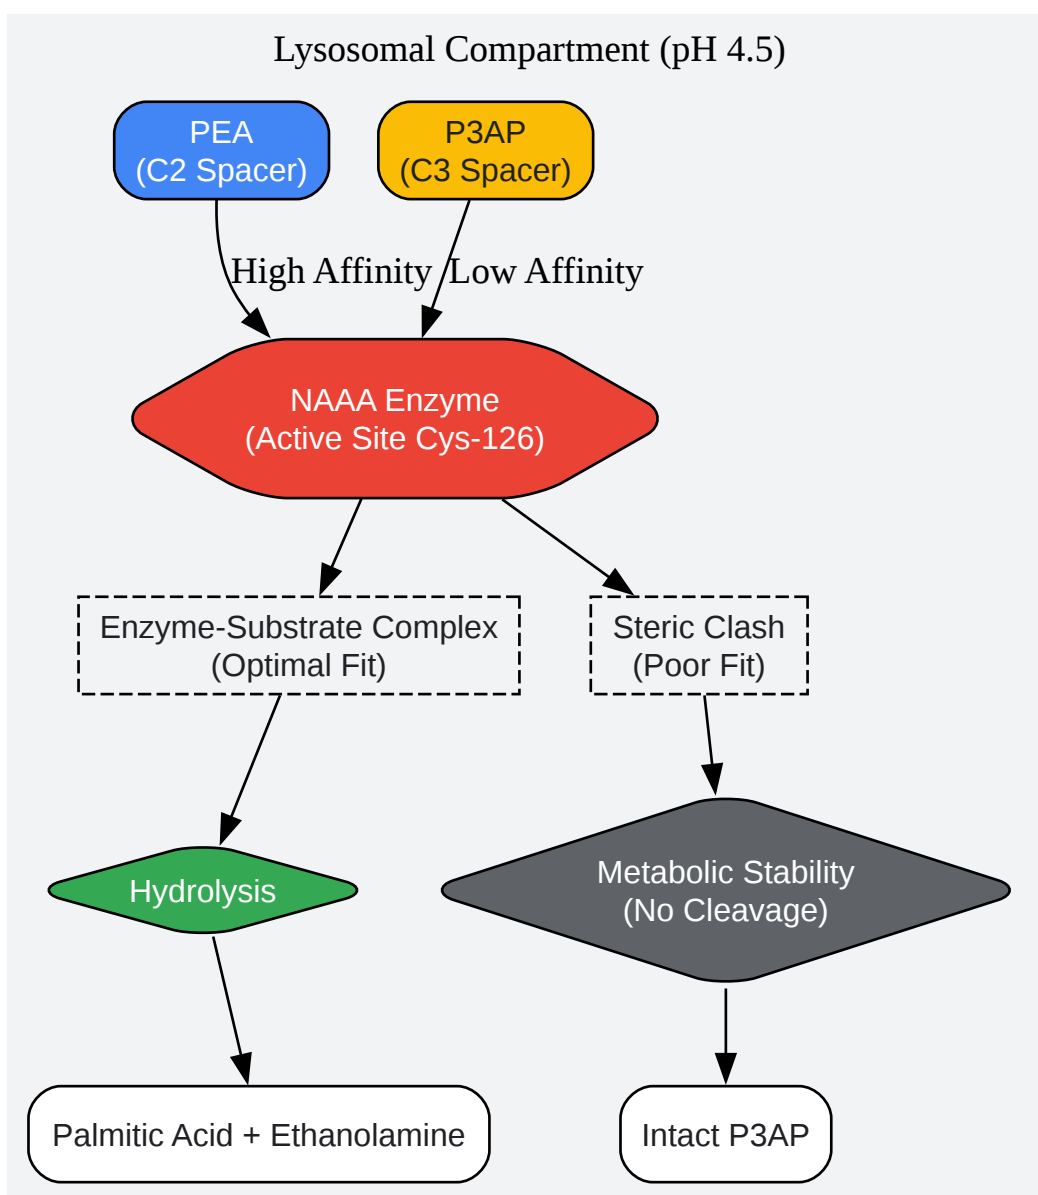 Lysosomal Compartment (pH 4.5)
PEA
(C2 Spacer)
P3AP
(C3 Spacer)
High Affinity
Low Affinity
NAAA Enzyme
(Active Site Cys-126)
Enzyme-Substrate Complex
(Optimal Fit)
Steric Clash
(Poor Fit)
Hydrolysis
Metabolic Stability
(No Cleavage)
Palmitic Acid + Ethanolamine
Intact P3AP